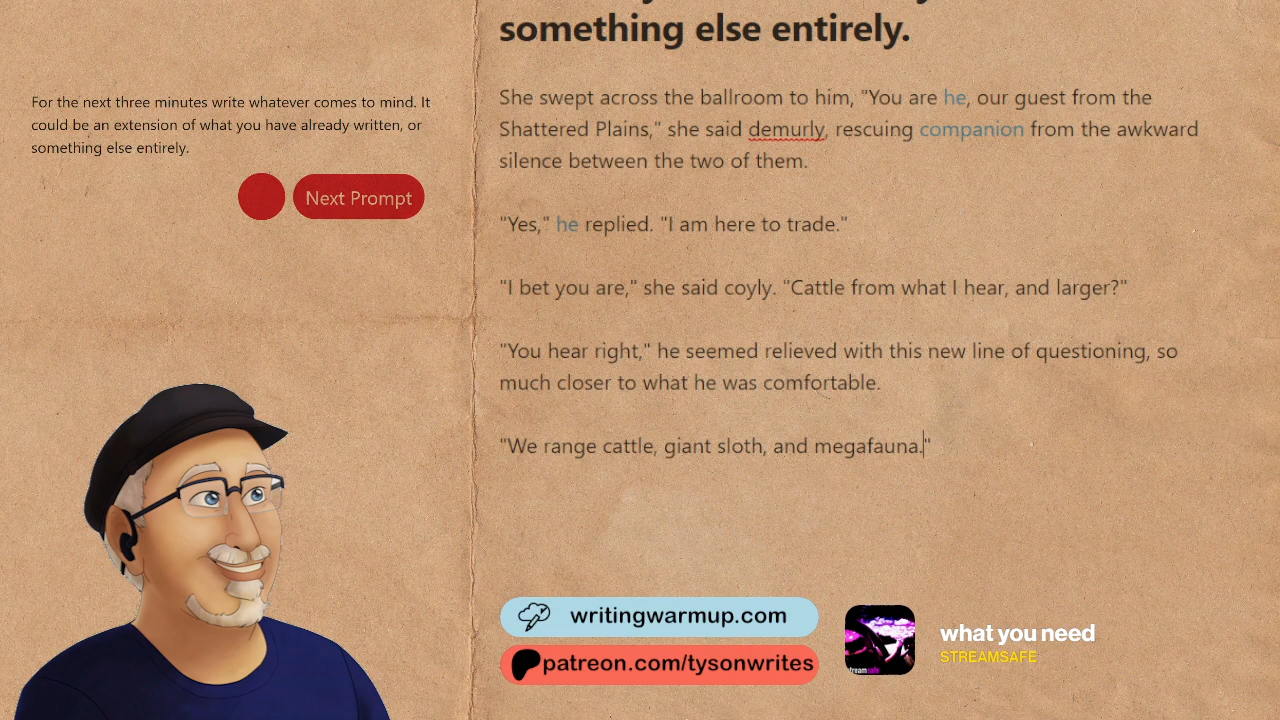 something else entirely.
For the next three minutes write whatever comes to mind. It
could be an extension of what you have already written, or
something else entirely.
Next Prompt
She swept across the ballroom to him, "You are he, our guest from the
Shattered Plains," she said demurly, rescuing companion from the awkward
silence between the two of them.
"Yes," he replied. "I am here to trade."
"I bet you are," she said coyly. "Cattle from what I hear, and larger?"
"You hear right," he seemed relieved with this new line of questioning, so
much closer to what he was comfortable.
"We range cattle, giant sloth, and megafauna."
writingwarmup.com
patreon.com/tysonwrites
what you need
STREAMSAFE